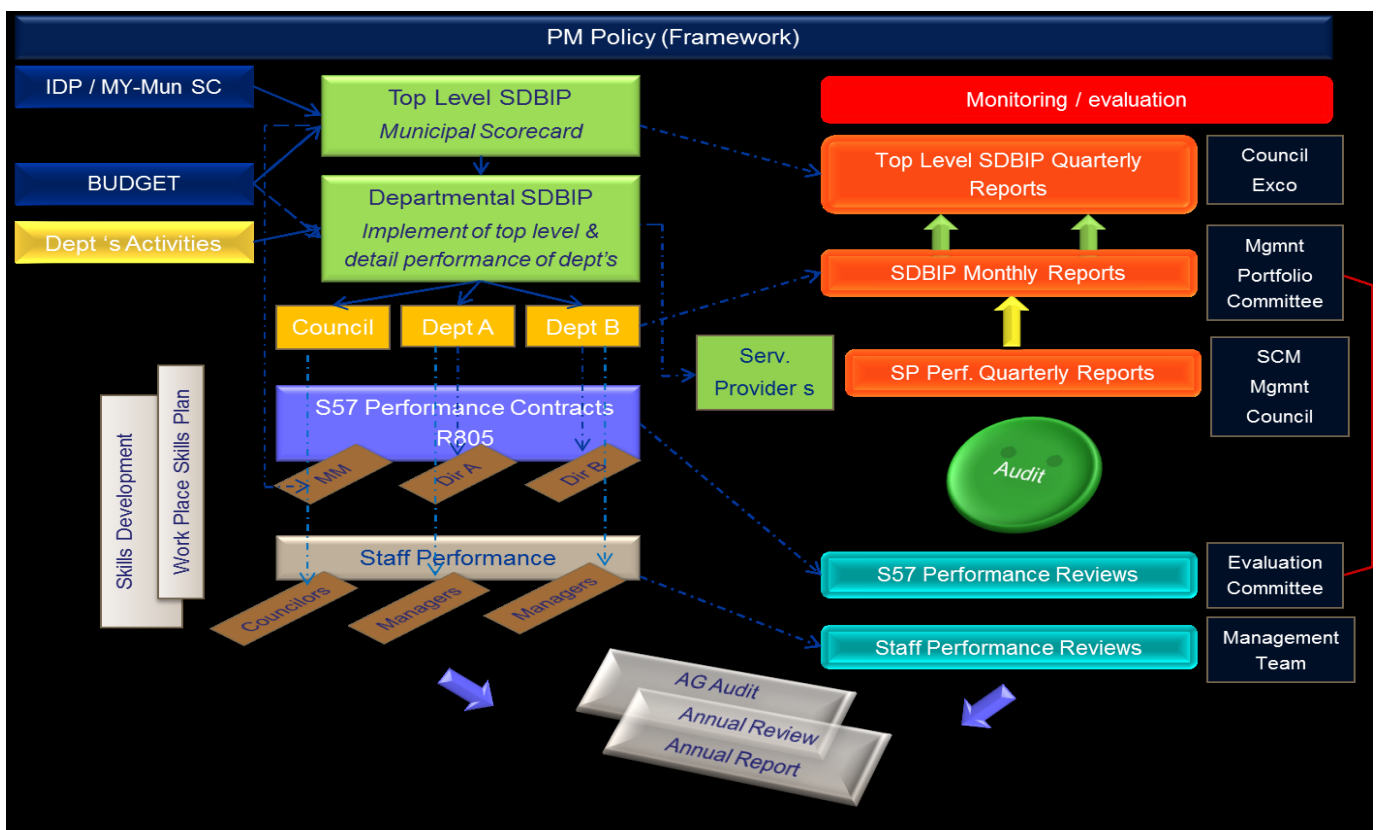 PM Policy (Framework)
IDP / MY-Mun SC
BUDGET
Dept ‘s Activities
Top Level SDBIP
Municipal Scorecard
Departmental SDBIP
Implement of top level &
detail performance of dept’s
Council
Dept A
Dept B
S57 Performance Contracts
R805
MM
Dir A
Dir B
Staff Performance
Councilors
Managers
Managers
Skills Development
Work Place Skills Plan
Serv.
Provider s
Monitoring / evaluation
Top Level SDBIP Quarterly
Reports
Council
Exco
SDBIP Monthly Reports
Mgmnt
Portfolio
Committee
SP Perf. Quarterly Reports
SCM
Mgmnt
Council
Audit
S57 Performance Reviews
Evaluation
Committee
Staff Performance Reviews
Management
Team
AG Audit
Annual Review
Annual Report